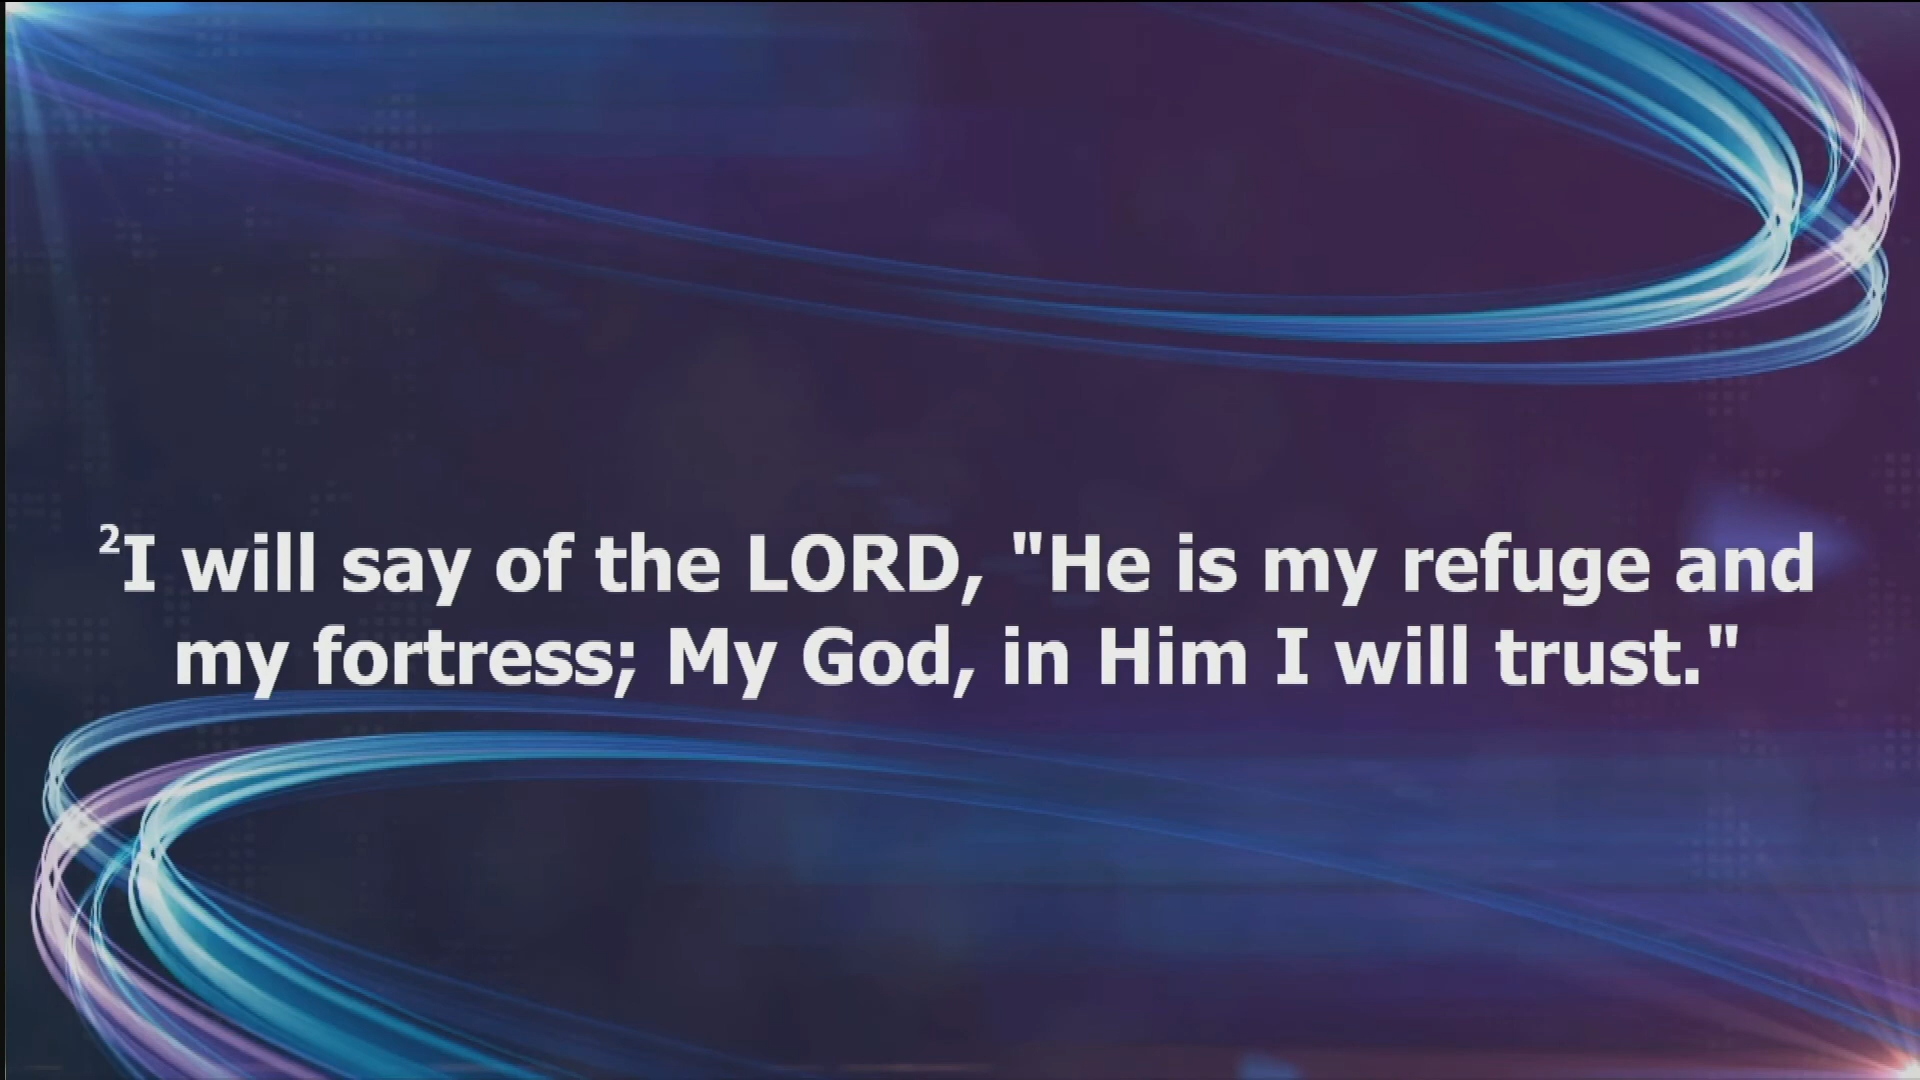 ²I will say of the LORD, "He is my refuge and
my fortress; My God, in Him I will trust."